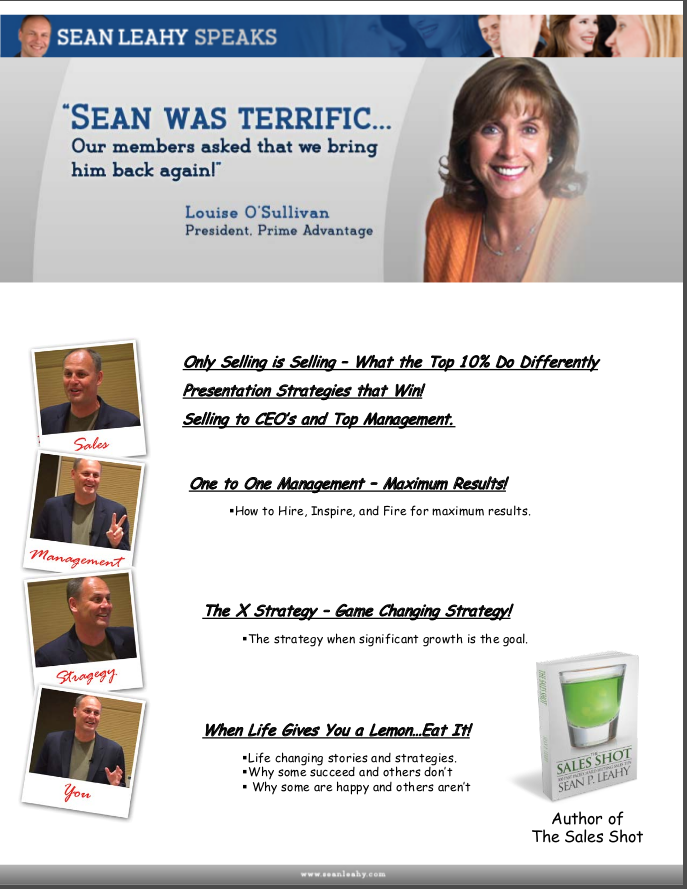 SEAN LEAHY SPEAKS
“SEAN WAS TERRIFIC...
Our members asked that we bring
him back again!”
Louise O'Sullivan
President, Prime Advantage
Only Selling is Selling – What the Top 10% Do Differently
Presentation Strategies that Win!
Selling to CEO’s and Top Management.
Sales
One to One Management – Maximum Results!
▪How to Hire, Inspire, and Fire for maximum results.
Management
The X Strategy – Game Changing Strategy!
▪The strategy when significant growth is the goal.
Stragegy
When Life Gives You a Lemon…Eat It!
▪Life changing stories and strategies.
▪Why some succeed and others don’t
▪ Why some are happy and others aren’t
You
THE SALES SHOT
THE
SALES SHOT
SEAN P. LEAHY
Author of
The Sales Shot
www.seanleahy.com